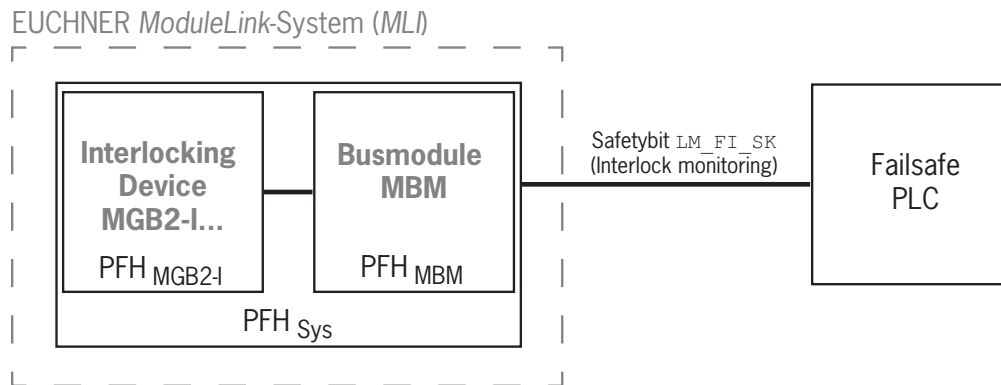 EUCHNER ModuleLink-System (MLI)
Interlocking
Device
MGB2-I...
PFH MGB2-I
Busmodule
MBM
PFH MBM
PFH Sys
Safetybit LM_FI_SK
(Interlock monitoring)
Failsafe
PLC